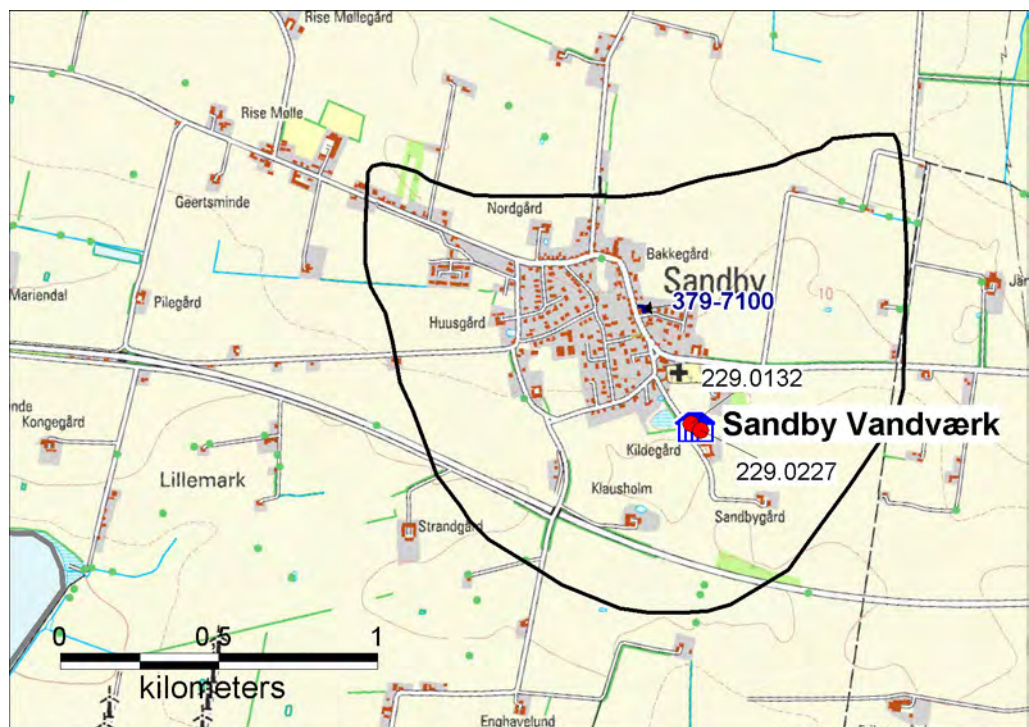 Rise Møllegård
Rise Mølle
Geertsminde
Nordgård
Bakkegård
Sandby
10
Mariendal
Pilegård
379-7100
Huusgård
229.0132
Kongegård
Sandby Vandværk
Kildegård
Lillemark
229.0227
Klausholm
Sandbygård
Strandgård
0
0,5
1
kilometers
Enghavelund